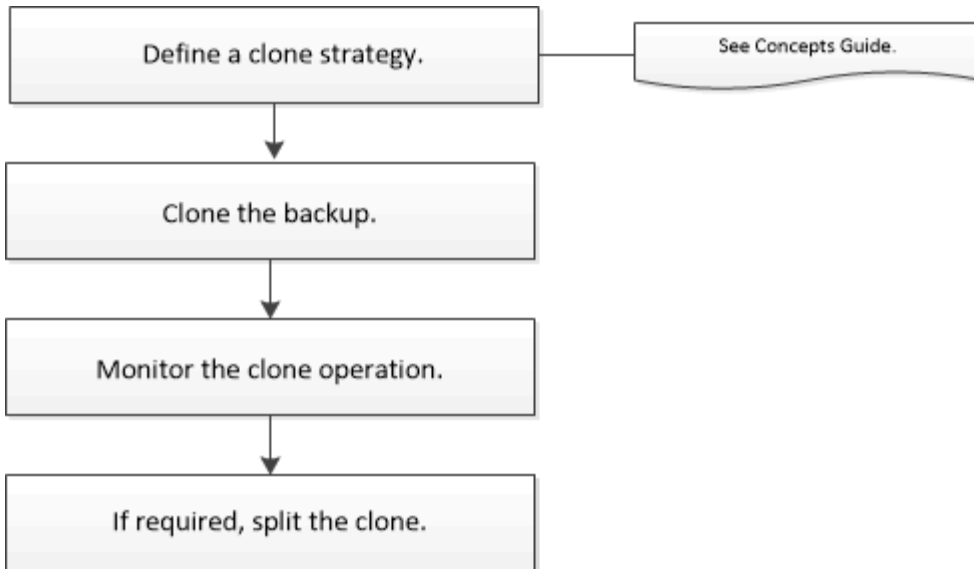 Define a clone strategy.
See Concepts Guide.
Clone the backup.
Monitor the clone operation.
If required, split the clone.